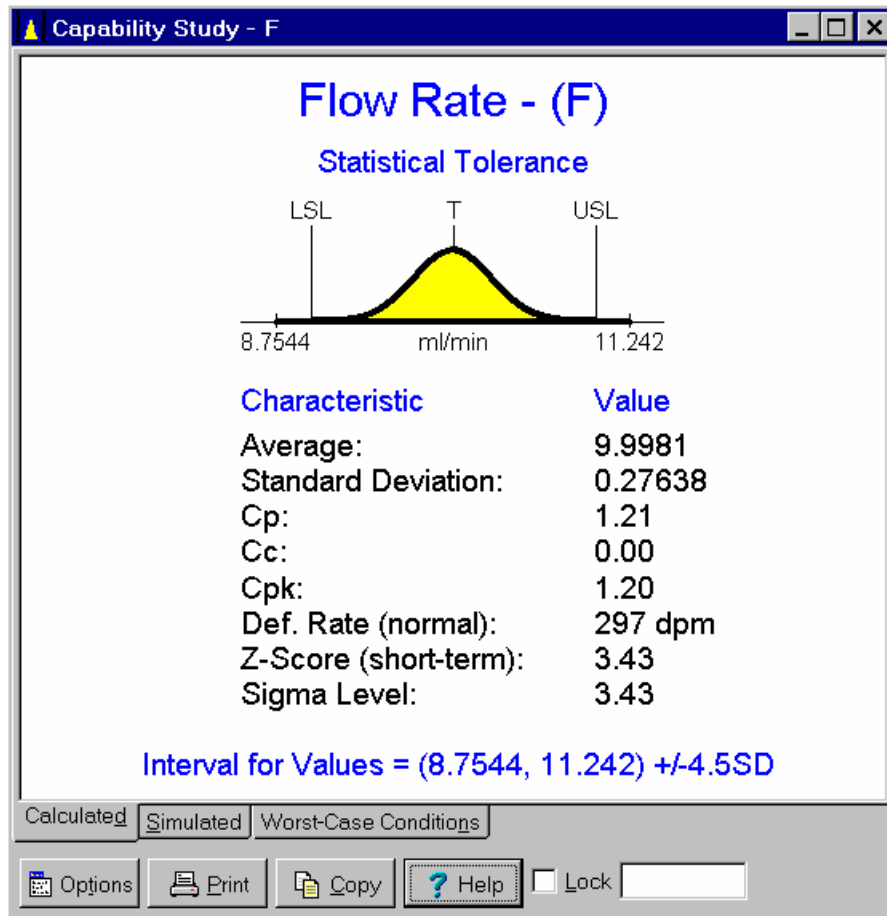 Capability Study - F
Flow Rate - (F)
Statistical Tolerance
LSL T USL
8.7544 ml/min 11.242
Characteristic Value
Average: 9.9981
Standard Deviation: 0.27638
Cp: 1.21
Cc: 0.00
Cpk: 1.20
Def. Rate (normal): 297 dpm
Z-Score (short-term): 3.43
Sigma Level: 3.43
Interval for Values = (8.7544, 11.242) +/-4.5SD
Calculated Simulated Worst-Case Conditions
Options Print Copy ? Help Lock